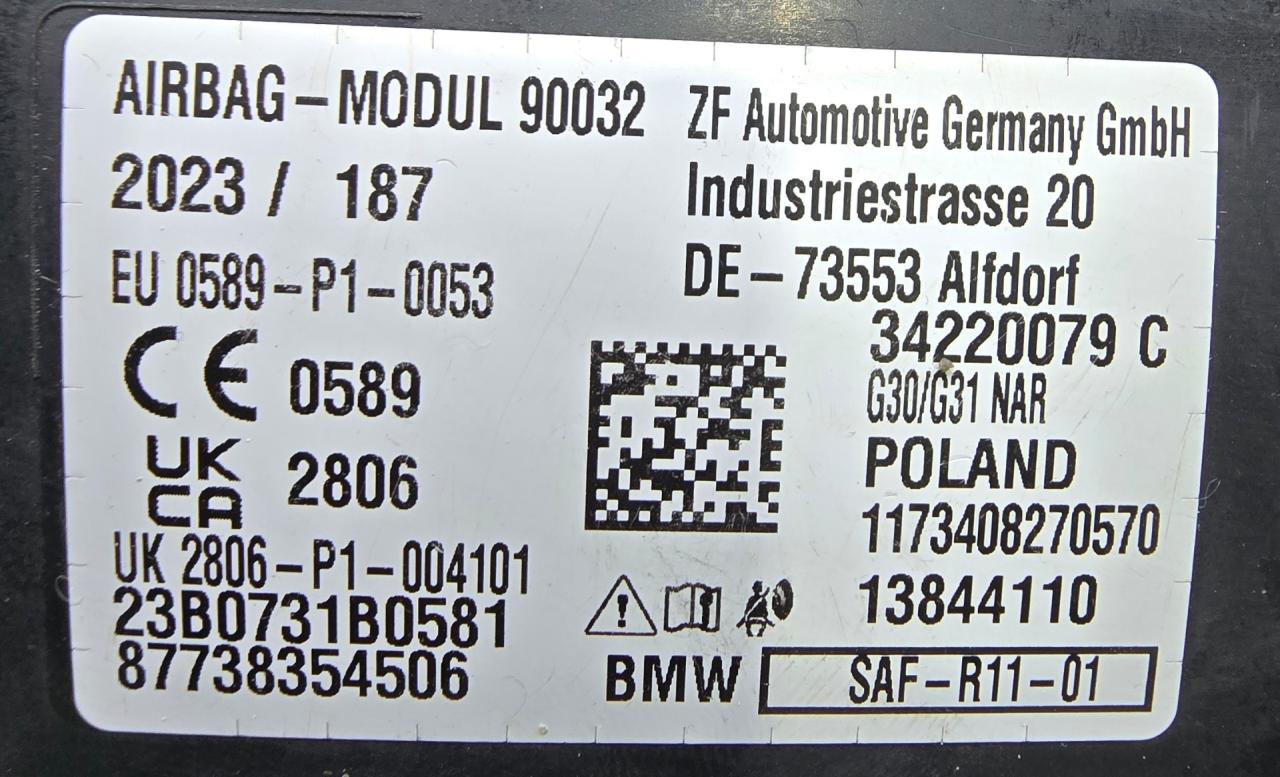 AIRBAG-MODUL 90032
2023 / 187
EU 0589-P1-0053
CE 0589
UK
CA 2806
UK 2806-P1-004101
23B0731B0581
87738354506
ZF Automotive Germany GmbH
Industriestrasse 20
DE-73553 Alfdorf
34220079 C
G30/G31 NAR
POLAND
1173408270570
13844110
BMW SAF-R11-01